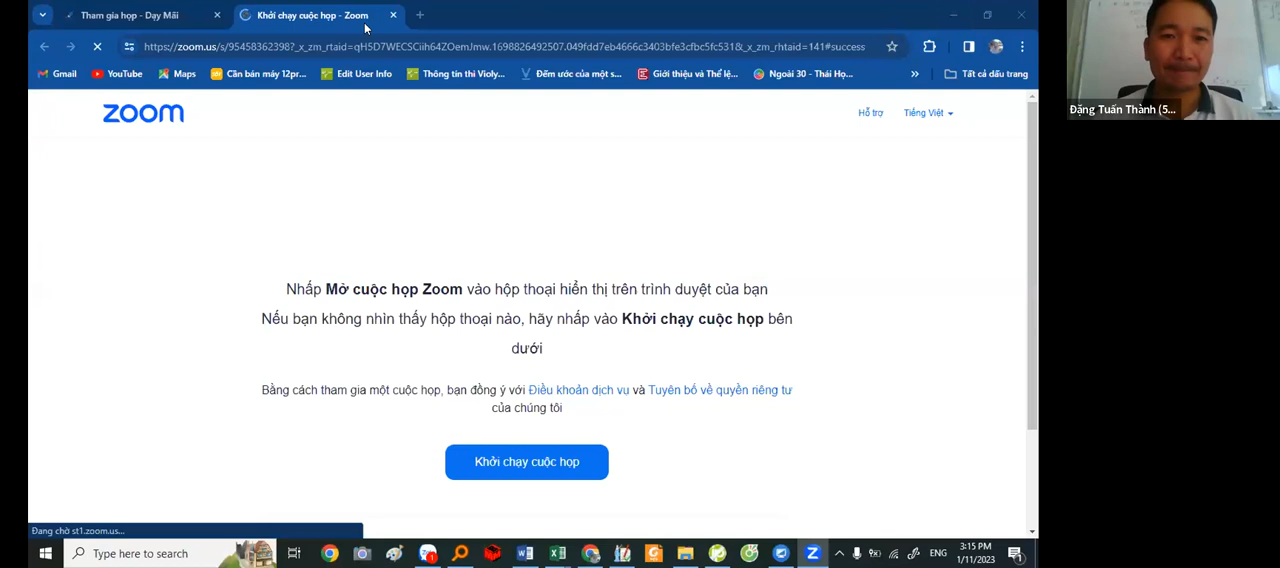 Tham gia họp - Dạy Mãi
Khởi chạy cuộc họp - Zoom
https://zoom.us/s/95458362398?_x_zm_rtaid=qH5D7WECSCiih64ZOEmJmw.1698826492507.049fdd7eb4666c3403bfe3cfbc5fc531&_x_zm_rhtaid=141#success
Gmail
YouTube
Maps
Căn bán máy 12pr...
Edit User Info
Thông tin thi Violy...
Đếm ước của một s...
Giới thiệu và Thể lệ...
Ngoài 30 - Thái Họ...
Tất cả dấu trang
zoom
Hỗ trợ
Tiếng Việt
Nhấp Mở cuộc họp Zoom vào hộp thoại hiển thị trên trình duyệt của bạn
Nếu bạn không nhìn thấy hộp thoại nào, hãy nhấp vào Khởi chạy cuộc họp bên
dưới
Bằng cách tham gia một cuộc họp, bạn đồng ý với Điều khoản dịch vụ và Tuyên bố về quyền riêng tư
của chúng tôi
Khởi chạy cuộc họp
Đang chờ st1.zoom.us...
Type here to search
ENG
3:15 PM
1/11/2023
Đặng Tuấn Thành (5...